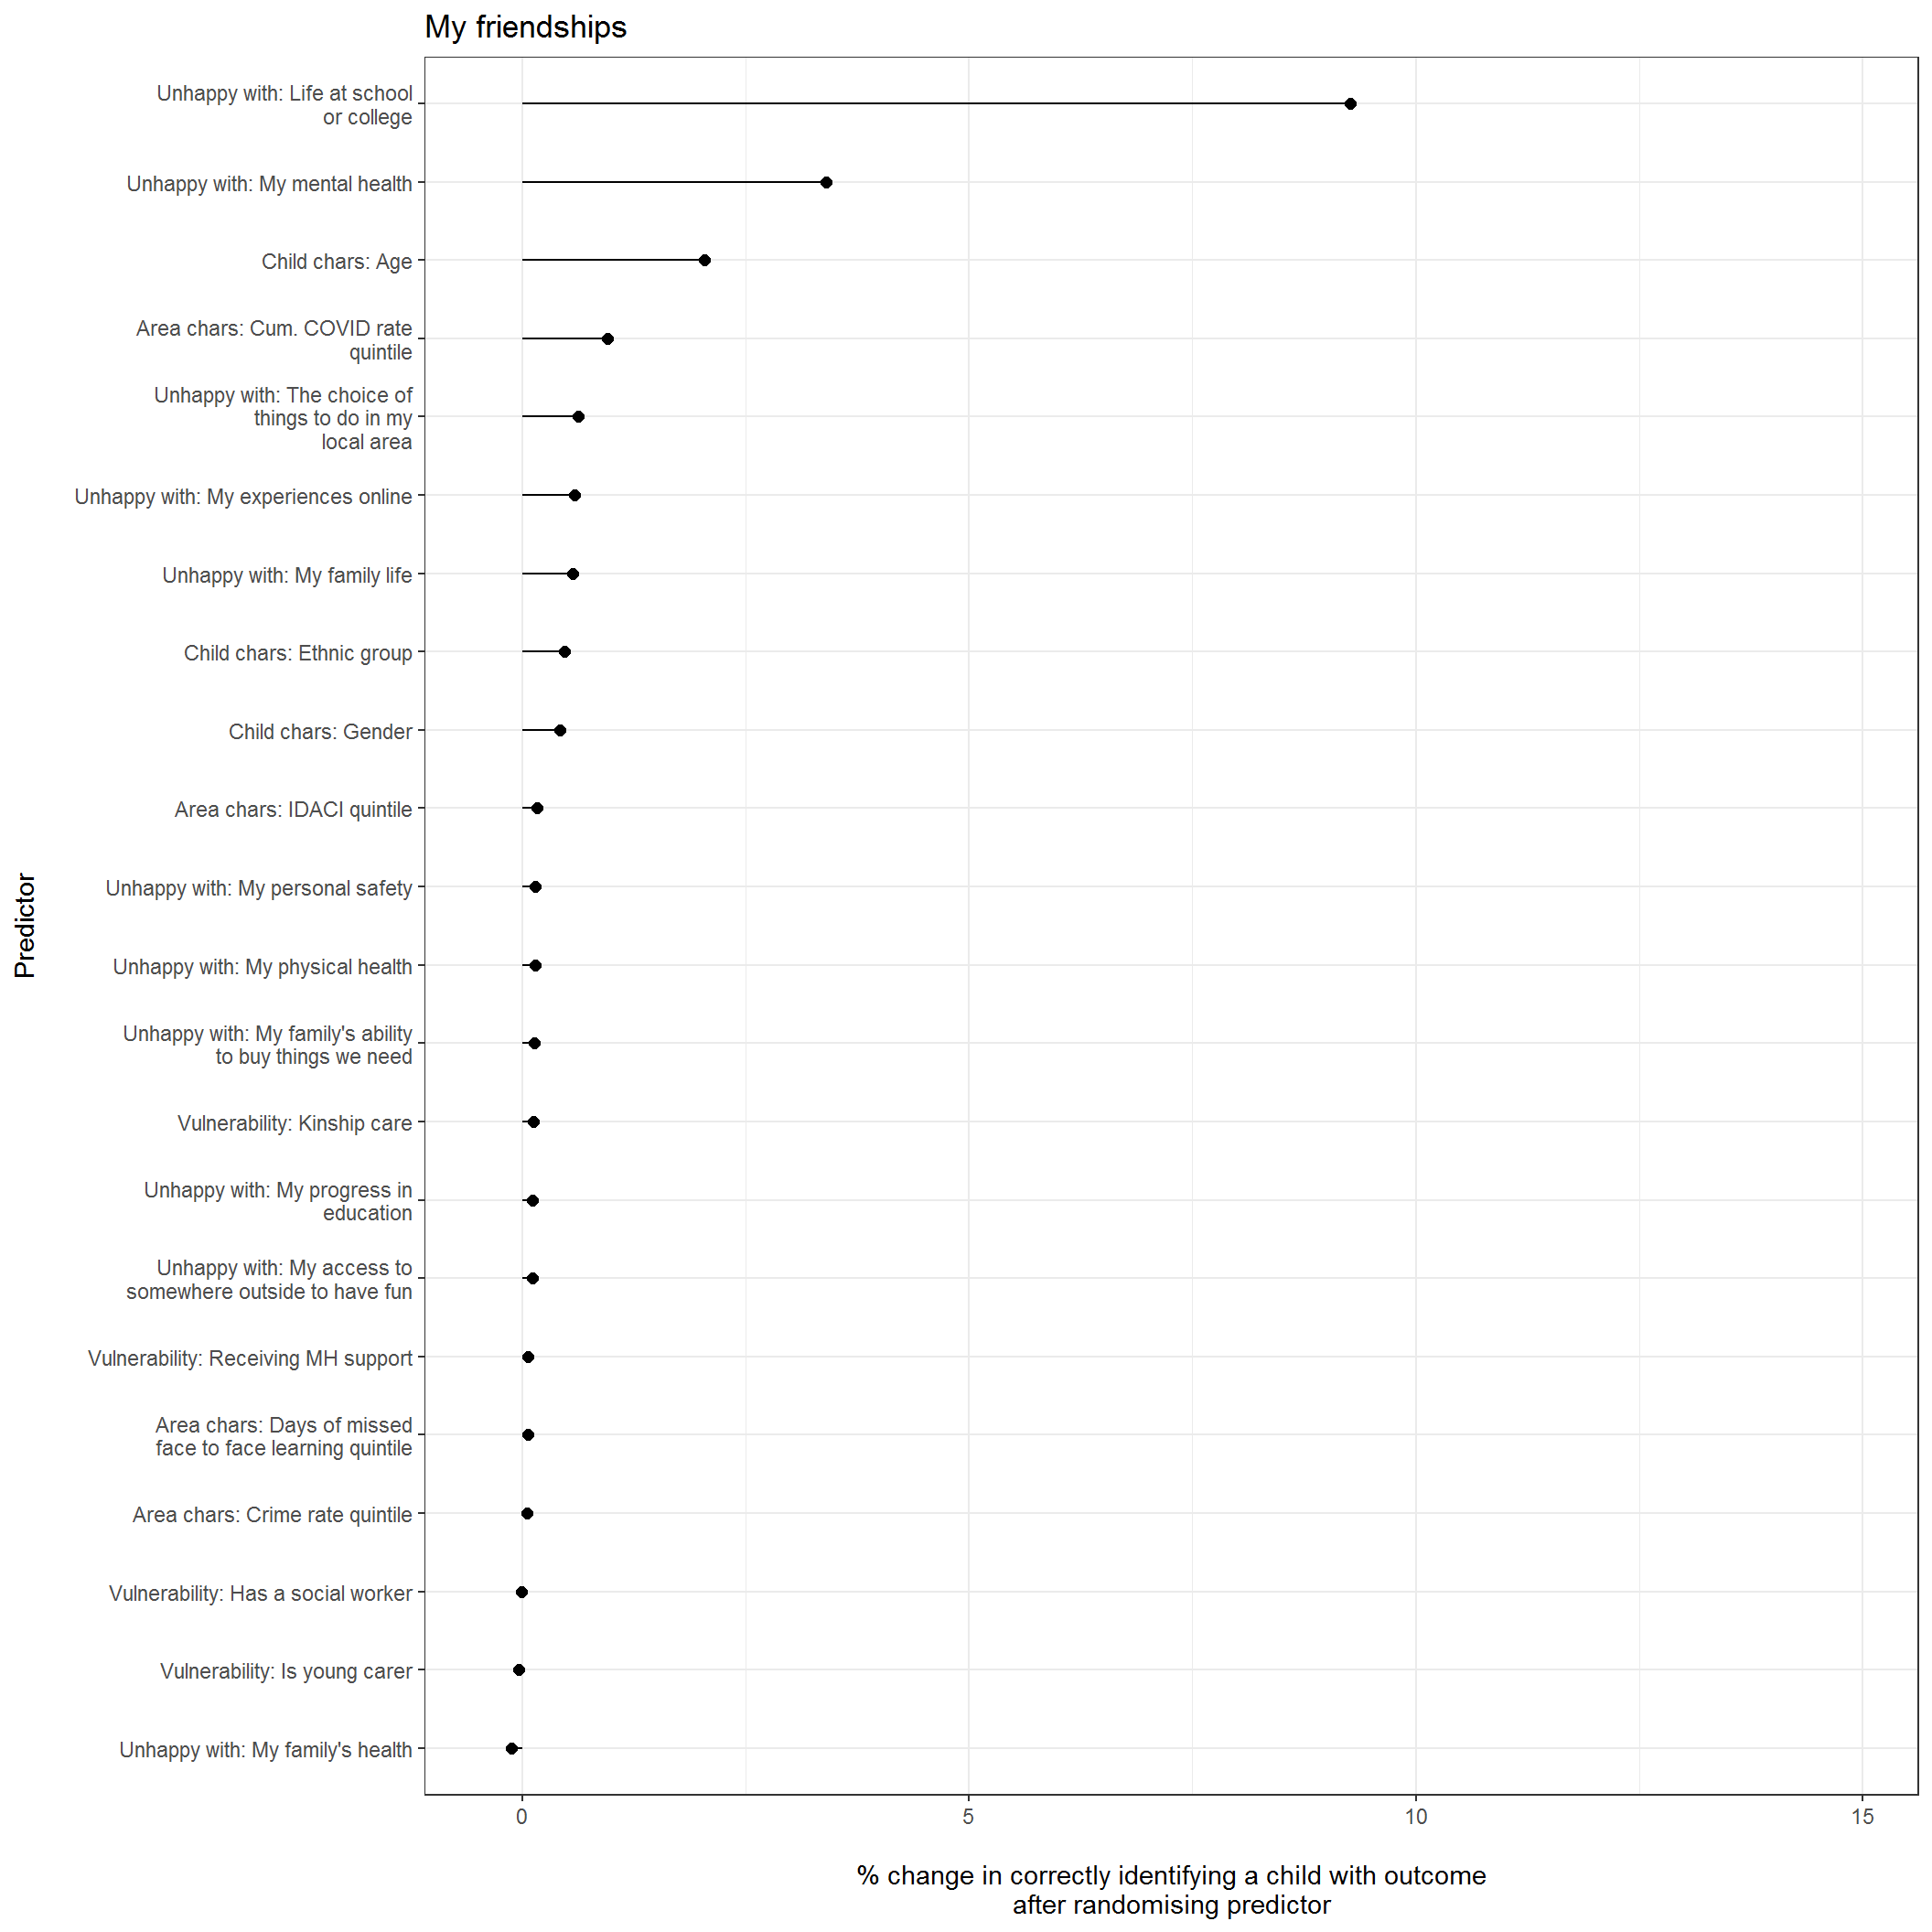 My friendships
Unhappy with: Life at school
or college
Unhappy with: My mental health
Child chars: Age
Area chars: Cum. COVID rate
quintile
Unhappy with: The choice of
things to do in my
local area
Unhappy with: My experiences online
Unhappy with: My family life
Child chars: Ethnic group
Child chars: Gender
Area chars: IDACI quintile
Unhappy with: My personal safety
Unhappy with: My physical health
Unhappy with: My family's ability
to buy things we need
Vulnerability: Kinship care
Unhappy with: My progress in
education
Unhappy with: My access to
somewhere outside to have fun
Vulnerability: Receiving MH support
Area chars: Days of missed
face to face learning quintile
Area chars: Crime rate quintile
Vulnerability: Has a social worker
Vulnerability: Is young carer
Unhappy with: My family's health
Predictor
0 5 10 15
% change in correctly identifying a child with outcome
after randomising predictor